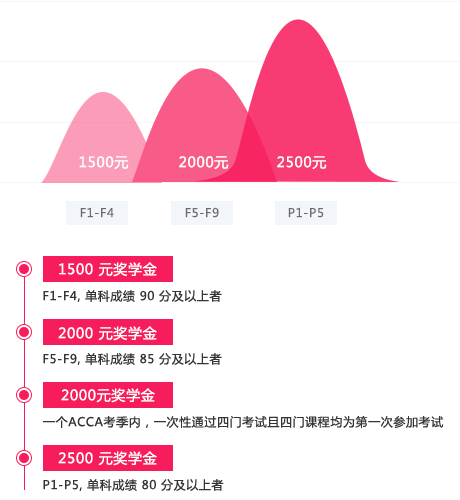 1500元 2000元 2500元
F1-F4 F5-F9 P1-P5
1500 元奖学金
F1-F4, 单科成绩 90 分及以上者
2000 元奖学金
F5-F9, 单科成绩 85 分及以上者
2000元奖学金
一个ACCA考季内，一次性通过四门考试且四门课程均为第一次参加考试
2500 元奖学金
P1-P5, 单科成绩 80 分及以上者